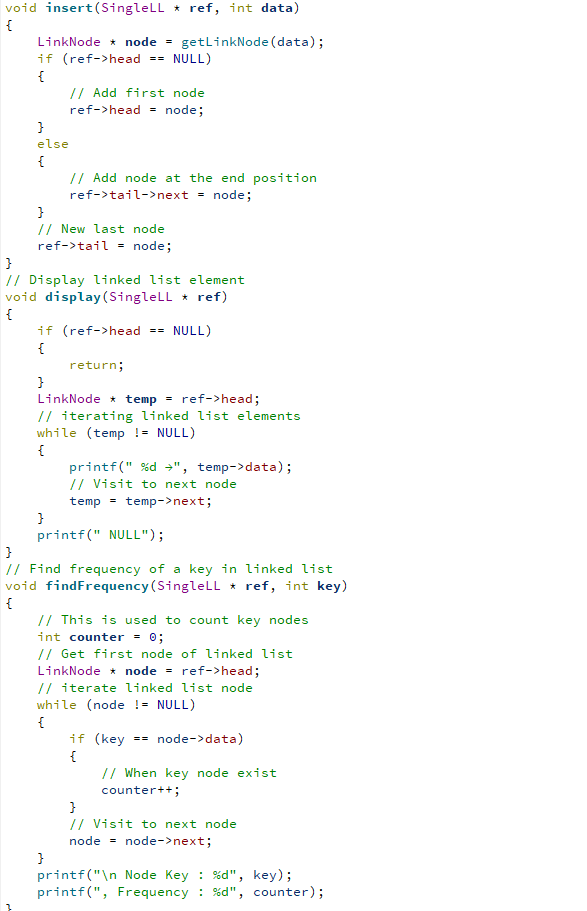 void insert(SingleLL * ref, int data)
{
    LinkNode * node = getLinkNode(data);
    if (ref->head == NULL)
    {
        // Add first node
        ref->head = node;
    }
    else
    {
        // Add node at the end position
        ref->tail->next = node;
    }
    // New last node
    ref->tail = node;
}
// Display linked list element
void display(SingleLL * ref)
{
    if (ref->head == NULL)
    {
        return;
    }
    LinkNode * temp = ref->head;
    // iterating linked list elements
    while (temp != NULL)
    {
        printf(" %d →", temp->data);
        // Visit to next node
        temp = temp->next;
    }
    printf(" NULL");
}
// Find frequency of a key in linked list
void findFrequency(SingleLL * ref, int key)
{
    // This is used to count key nodes
    int counter = 0;
    // Get first node of linked list
    LinkNode * node = ref->head;
    // iterate linked list node
    while (node != NULL)
    {
        if (key == node->data)
        {
            // When key node exist
            counter++;
        }
        // Visit to next node
        node = node->next;
    }
    printf("\n Node Key : %d", key);
    printf(", Frequency : %d", counter);
}